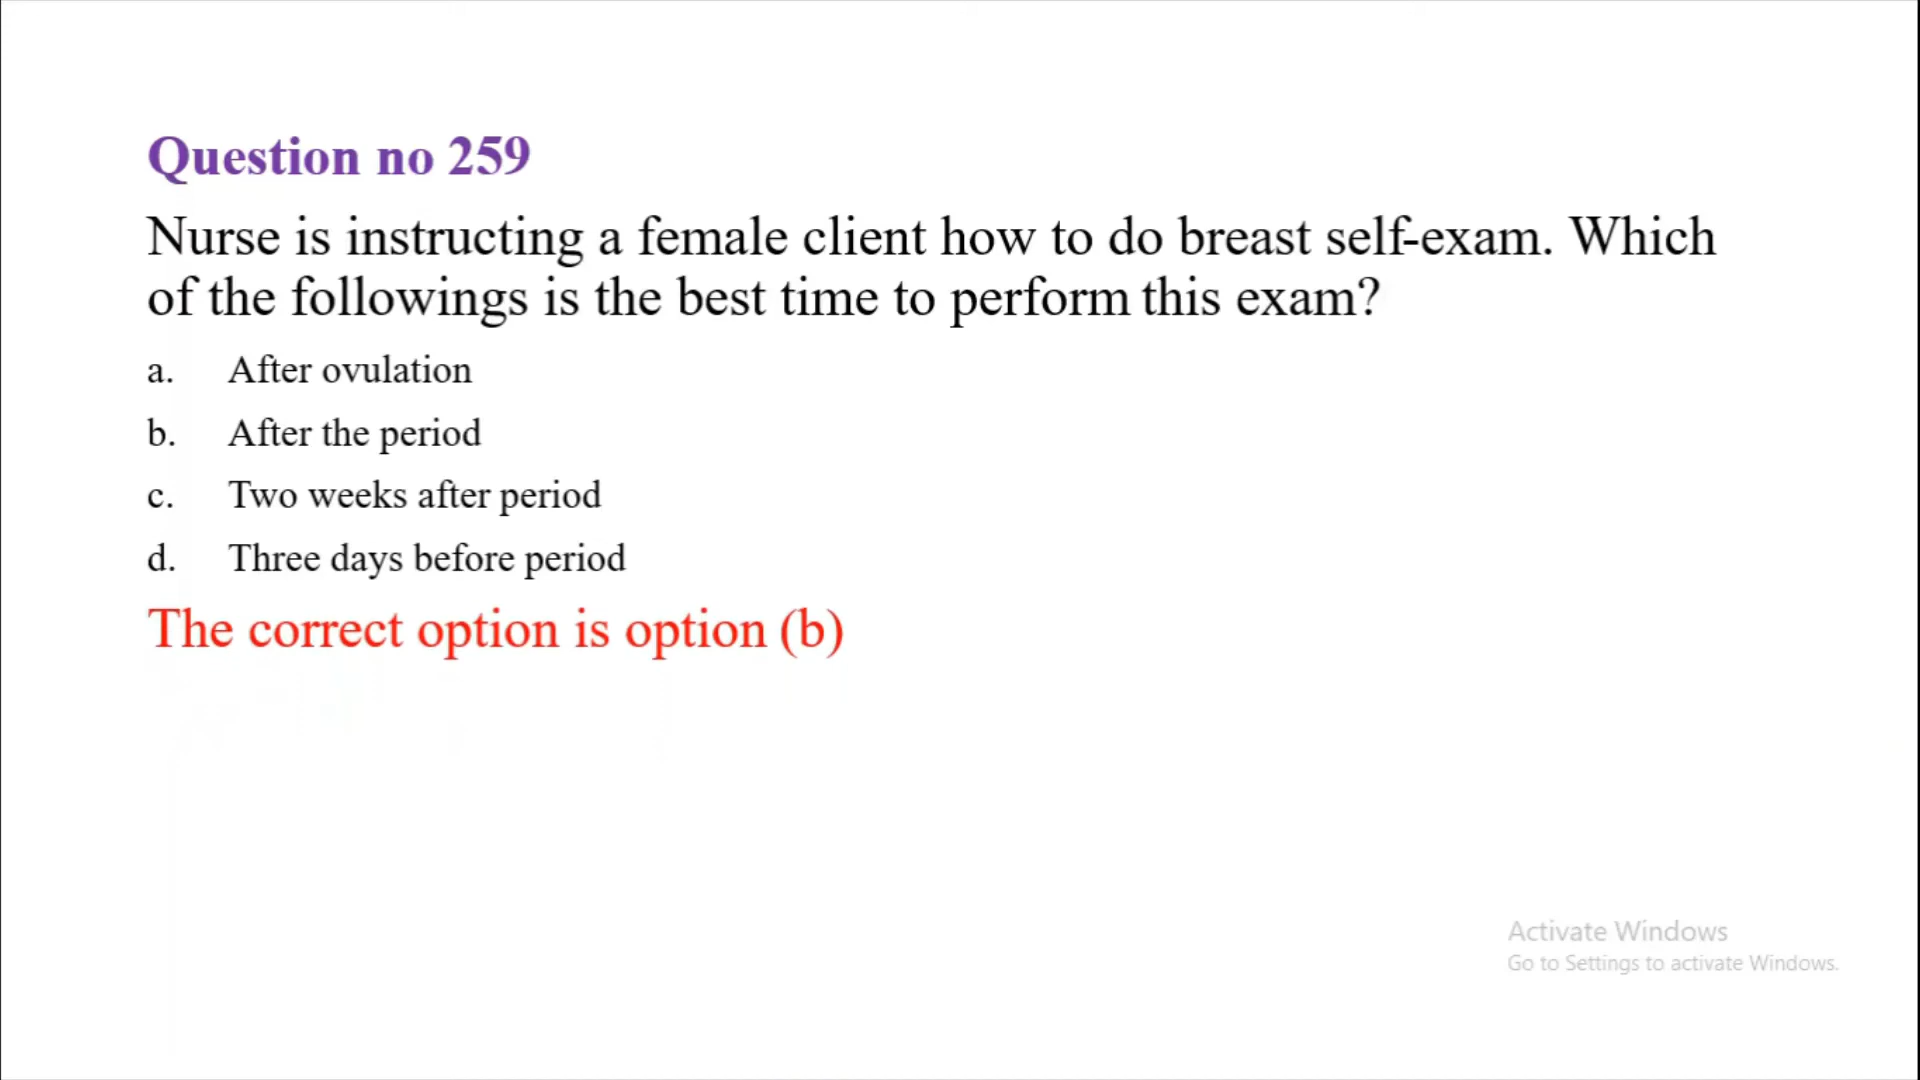 Question no 259
Nurse is instructing a female client how to do breast self-exam. Which
of the followings is the best time to perform this exam?
a. After ovulation
b. After the period
c. Two weeks after period
d. Three days before period
The correct option is option (b)
Activate Windows
Go to Settings to activate Windows.